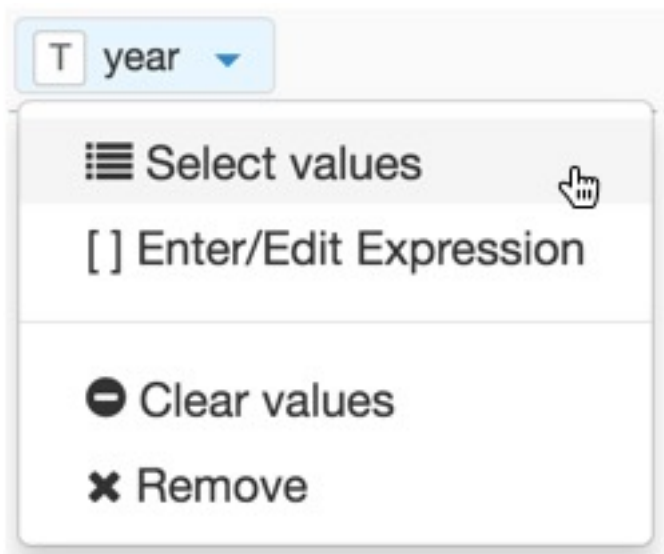 T year
Select values
[ ] Enter/Edit Expression
Clear values
Remove